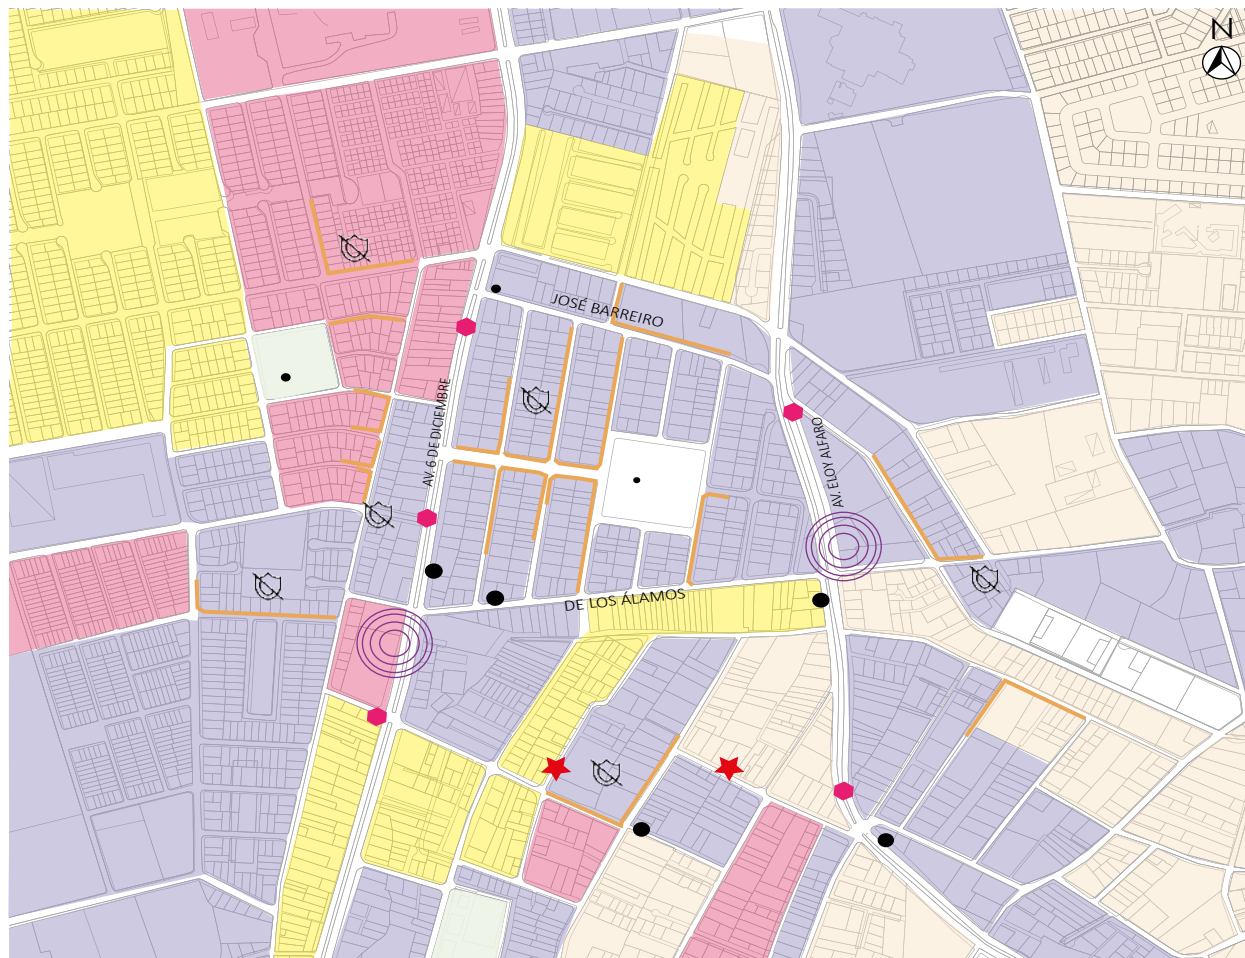 N
JOSÉ BARREIRO
AV. 6 DE DICIEMBRE
AV. ELOY ALFARO
DE LOS ÁLAMOS